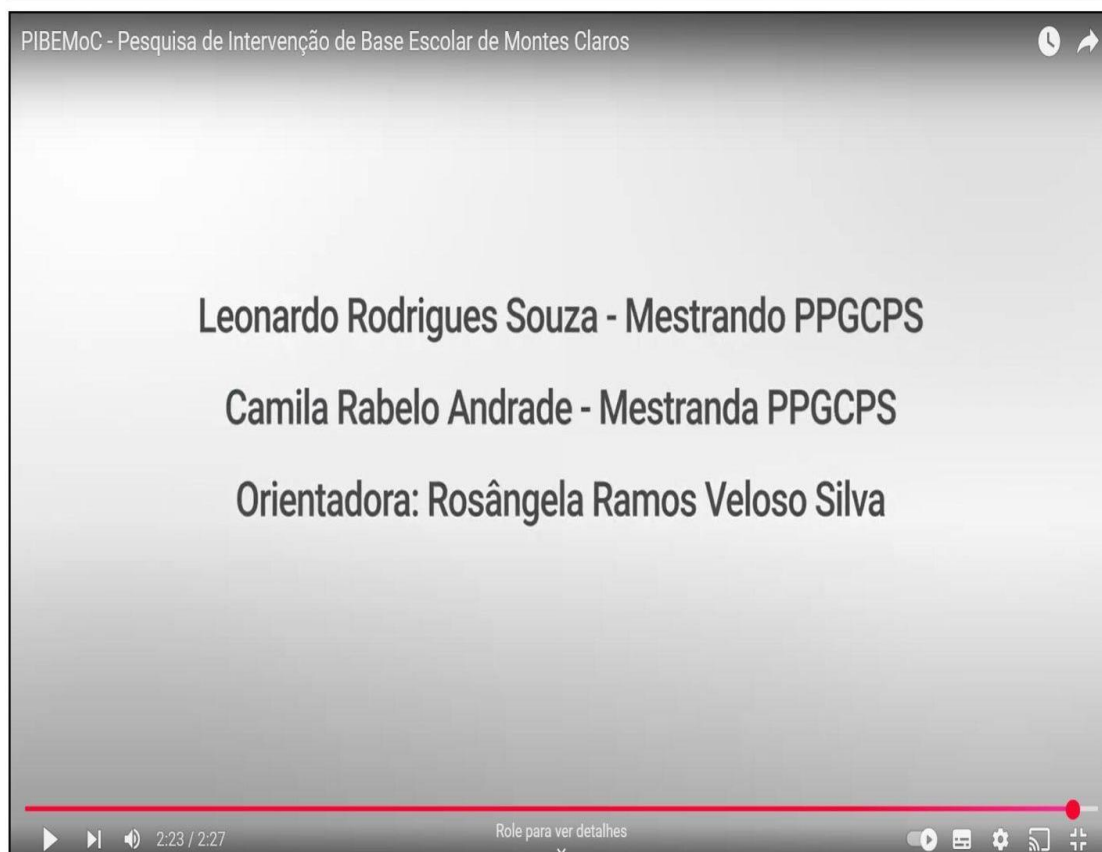 PIBEMoC - Pesquisa de Intervenção de Base Escolar de Montes Claros
Leonardo Rodrigues Souza - Mestrando PPGCPS
Camila Rabelo Andrade - Mestranda PPGCPS
Orientadora: Rosângela Ramos Veloso Silva
2:23 / 2:27
Role para ver detalhes